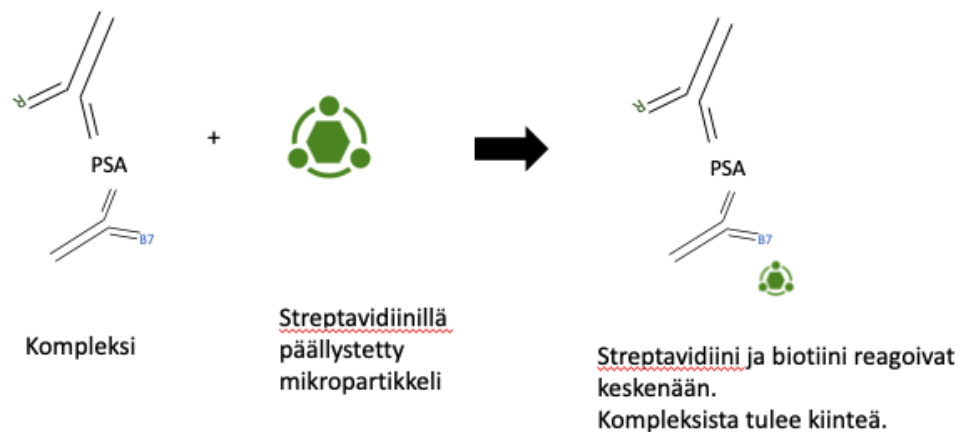 R
PSA
B7
+
R
PSA
B7
Kompleksi
Streptavidiinillä
päällystetty
mikropartikkeli
Streptavidiini ja biotiini reagoivat
keskenään.
Kompleksista tulee kiinteä.